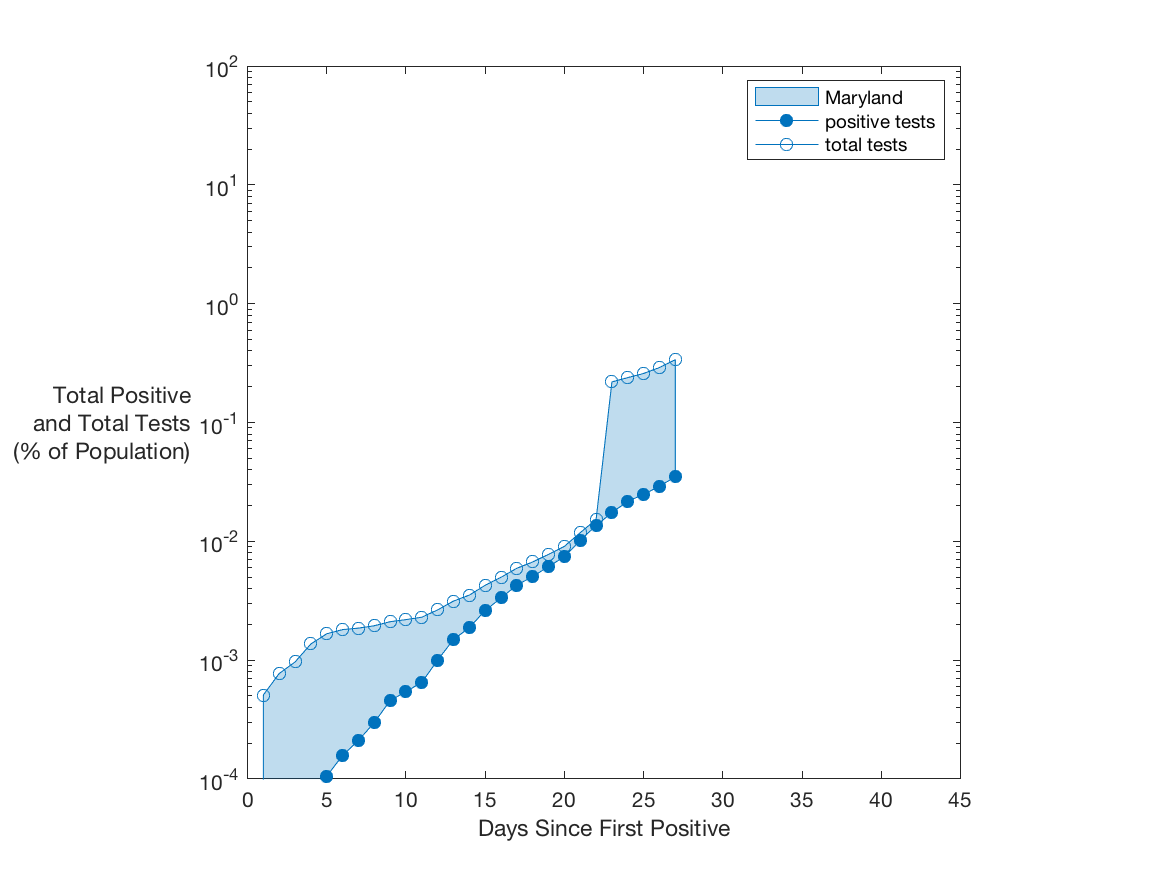 10^2
10^1
10^0
10^-1
10^-2
10^-3
10^-4
Total Positive
and Total Tests
(% of Population)
Maryland
positive tests
total tests
0 5 10 15 20 25 30 35 40 45
Days Since First Positive